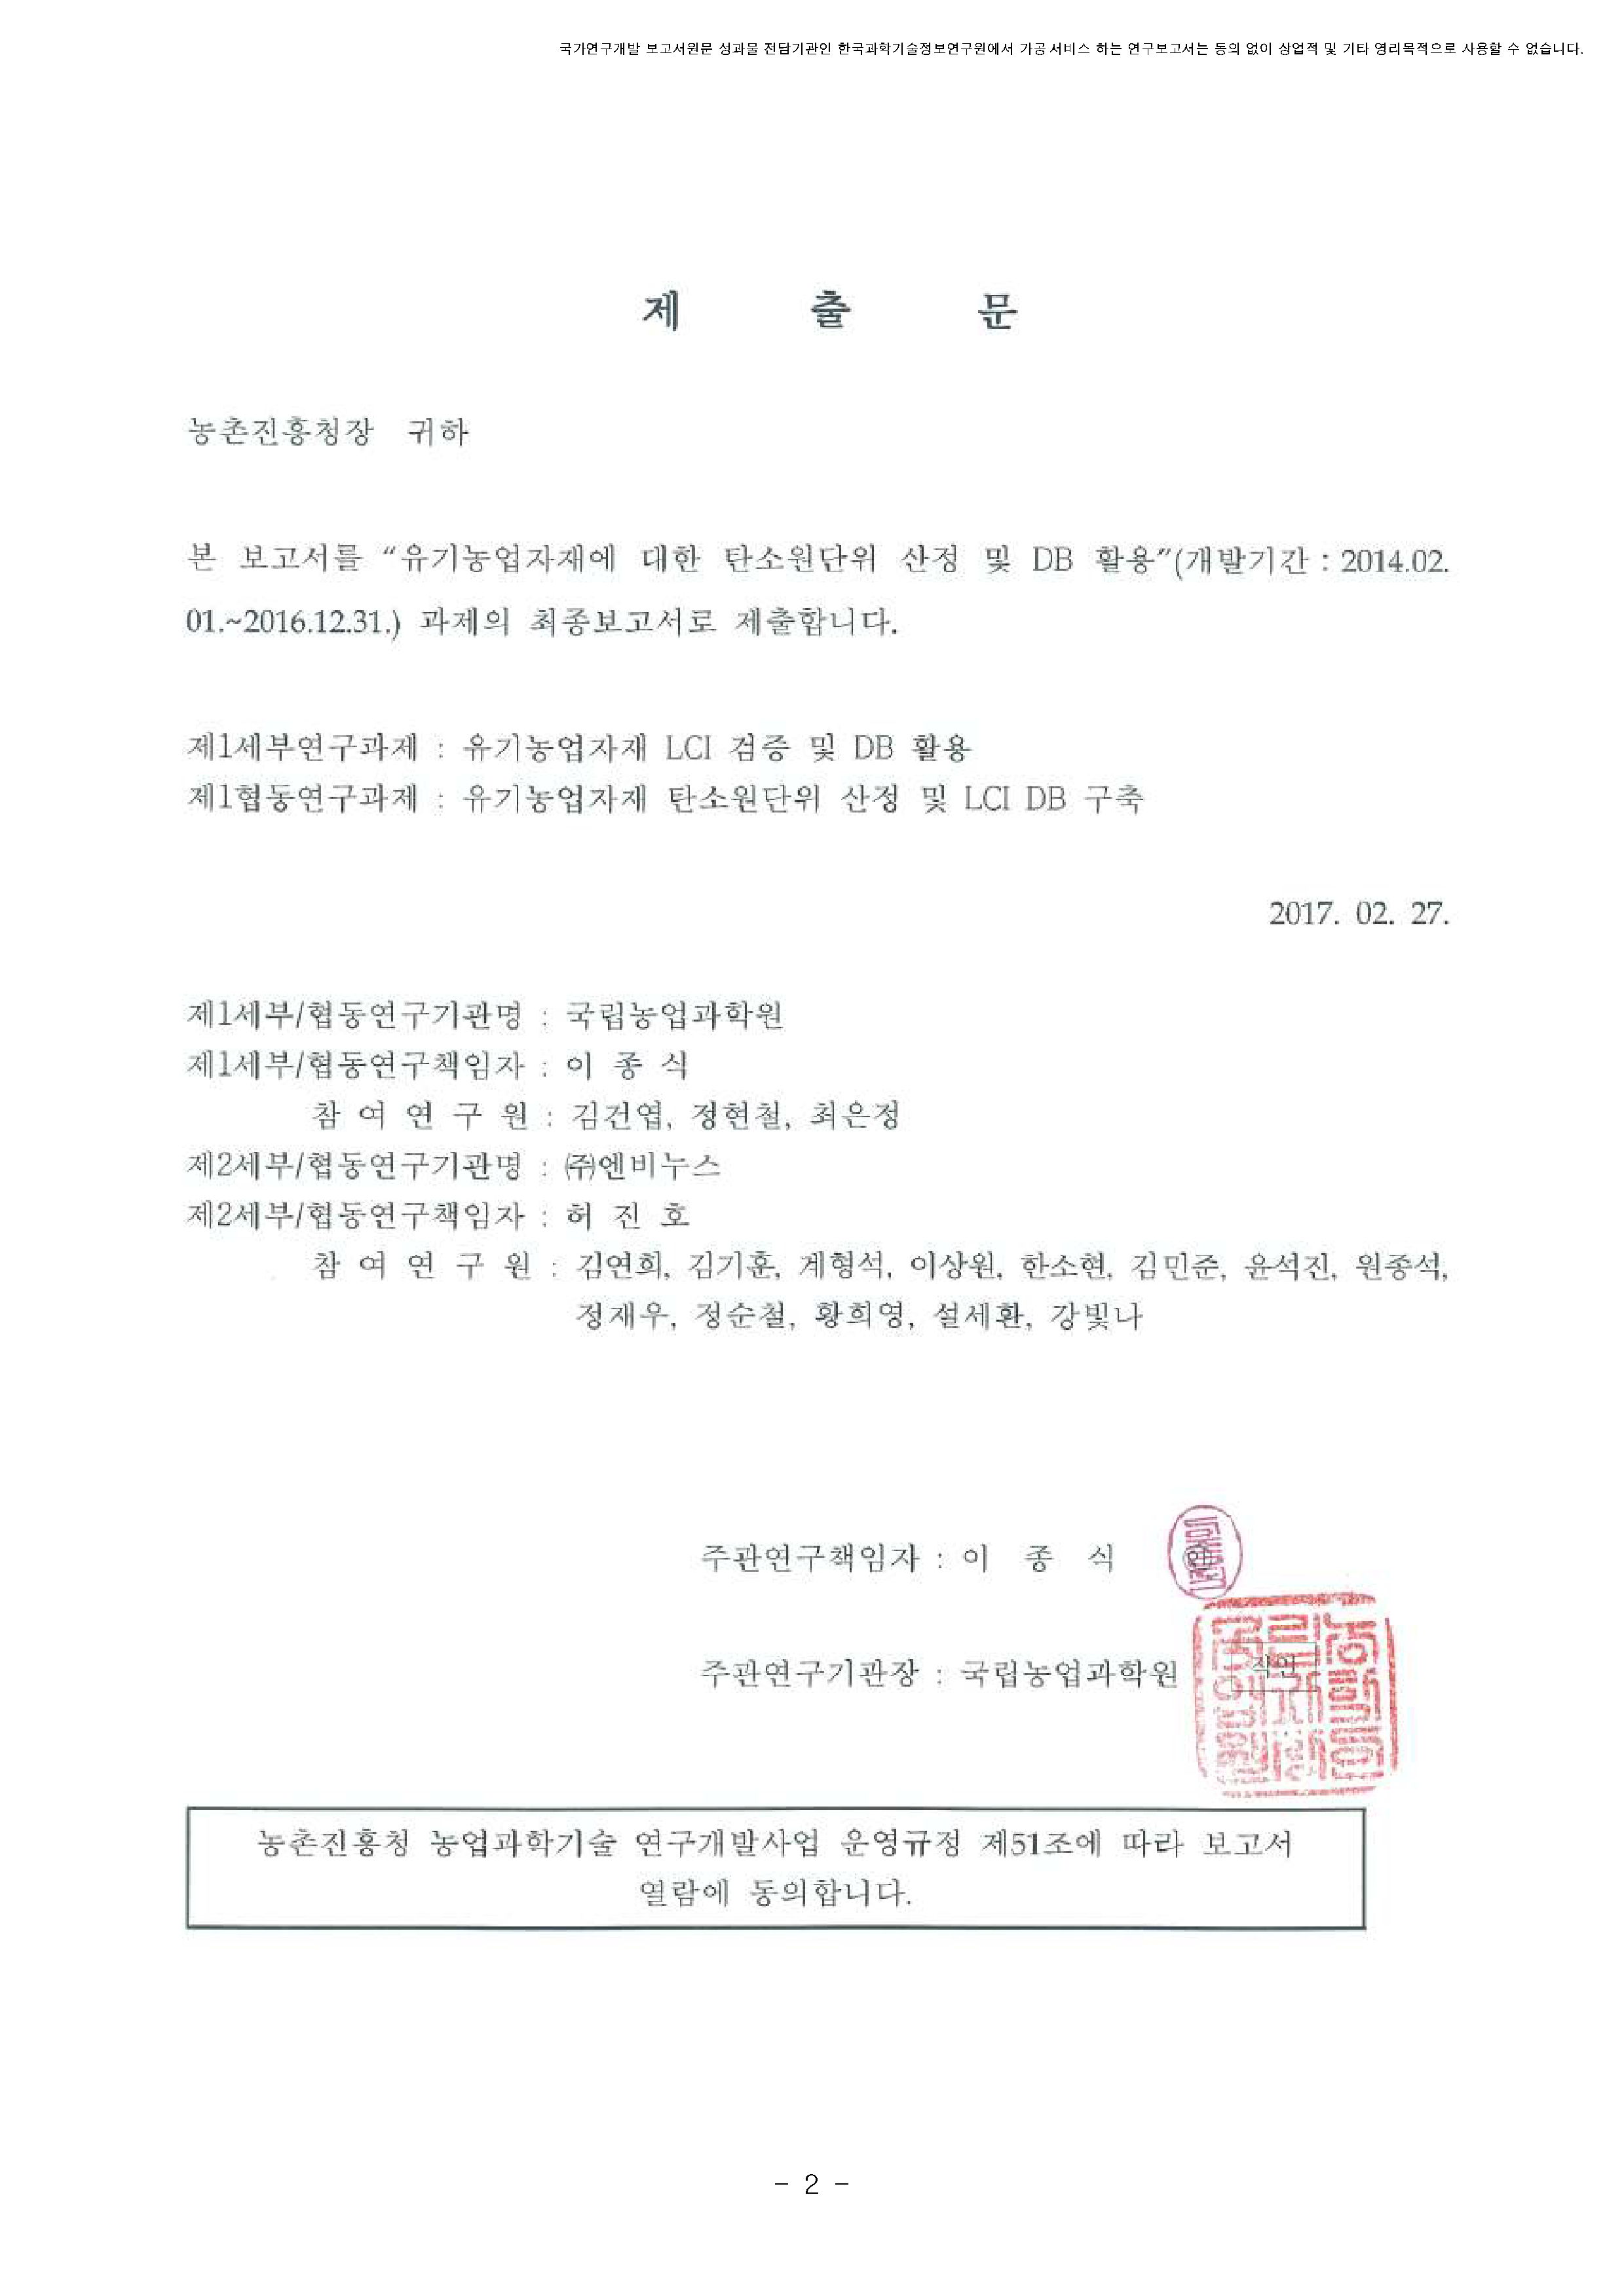 국가연구개발 보고서원문 성과물 전담기관인 한국과학기술정보연구원에서 가공·서비스 하는 연구보고서는 동의 없이 상업적 및 기타 영리목적으로 사용할 수 없습니다.
제 출 문
농촌진흥청장 귀하
본 보고서를 “유기농업자재에 대한 탄소원단위 산정 및 DB 활용”(개발기간 : 2014.02.
01.~2016.12.31.) 과제의 최종보고서로 제출합니다.
제1세부연구과제 : 유기농업자재 LCI 검증 및 DB 활용
제1협동연구과제 : 유기농업자재 탄소원단위 산정 및 LCI DB 구축
2017. 02. 27.
제1세부/협동연구기관명 : 국립농업과학원
제1세부/협동연구책임자 : 이 종 식
참 여 연 구 원 : 김건엽, 정현철, 최은정
제2세부/협동연구기관명 : ㈜엔비누스
제2세부/협동연구책임자 : 허 진 호
참 여 연 구 원 : 김연희, 김기훈, 계형석, 이상원, 한소현, 김민준, 윤석진, 원종석,
정재우, 정순철, 황희영, 설세환, 강빛나
주관연구책임자 : 이 종 식
주관연구기관장 : 국립농업과학원 직인
농촌진흥청 농업과학기술 연구개발사업 운영규정 제51조에 따라 보고서
열람에 동의합니다.
- 2 -